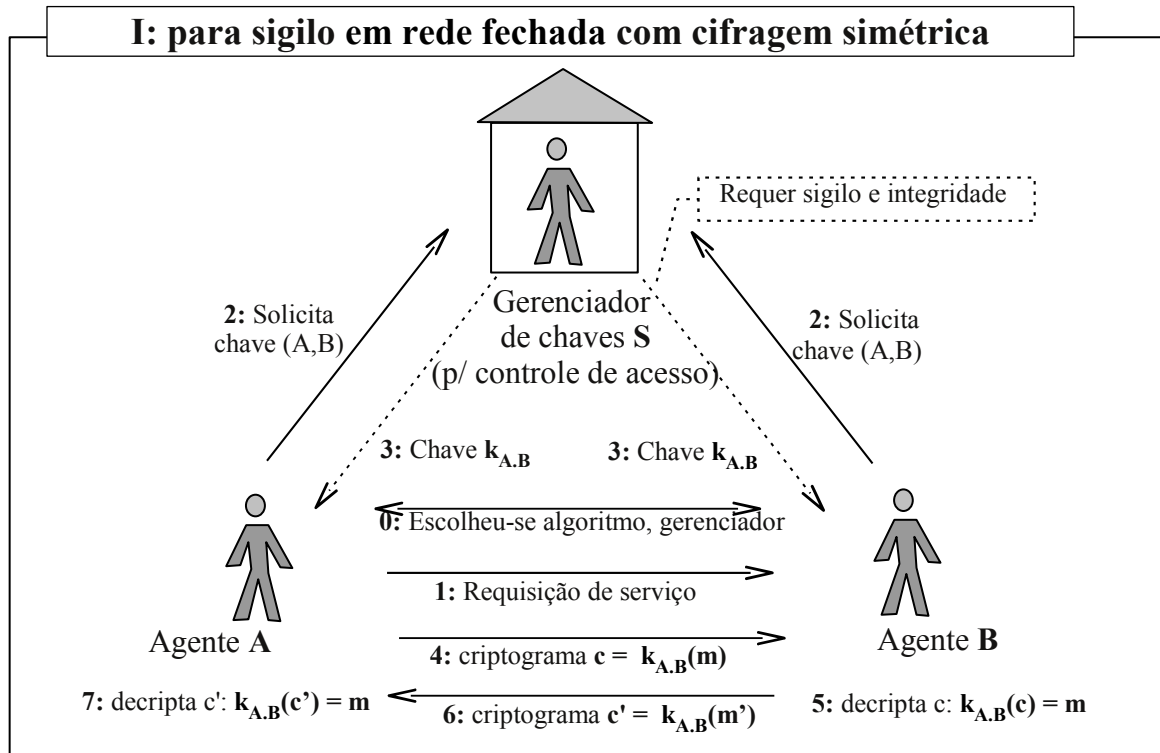 I: para sigilo em rede fechada com cifragem simétrica
Requer sigilo e integridade
Gerenciador
de chaves S
(p/ controle de acesso)
2: Solicita
chave (A,B)
2: Solicita
chave (A,B)
3: Chave kA.B
3: Chave kA.B
0: Escolheu-se algoritmo, gerenciador
1: Requisição de serviço
Agente A
Agente B
4: criptograma c = kA.B(m)
7: decripta c': kA.B(c’) = m
6: criptograma c' = kA.B(m’)
5: decripta c: kA.B(c) = m